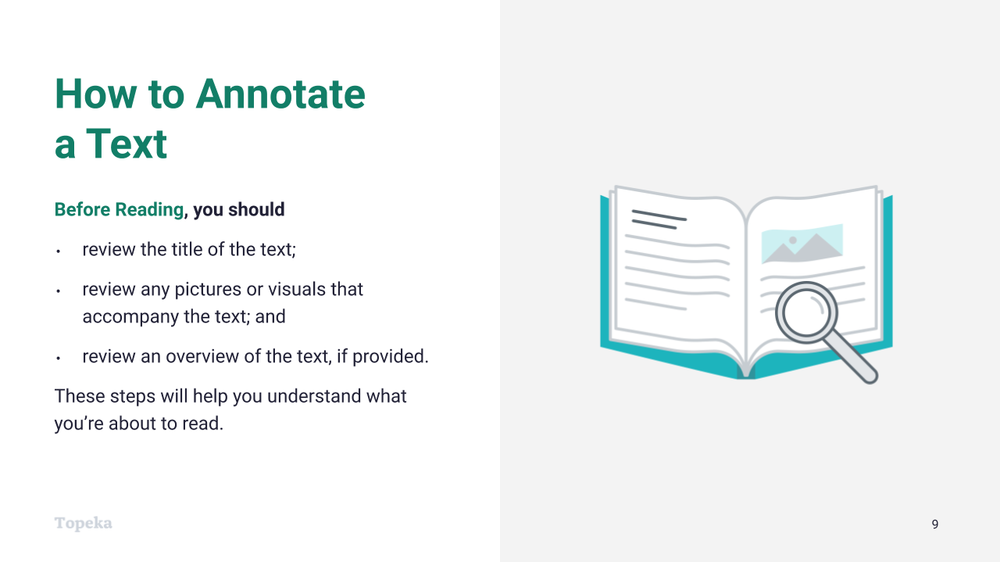 How to Annotate
a Text
Before Reading, you should
• review the title of the text;
• review any pictures or visuals that
accompany the text; and
• review an overview of the text, if provided.
These steps will help you understand what
you’re about to read.
Topeka
9